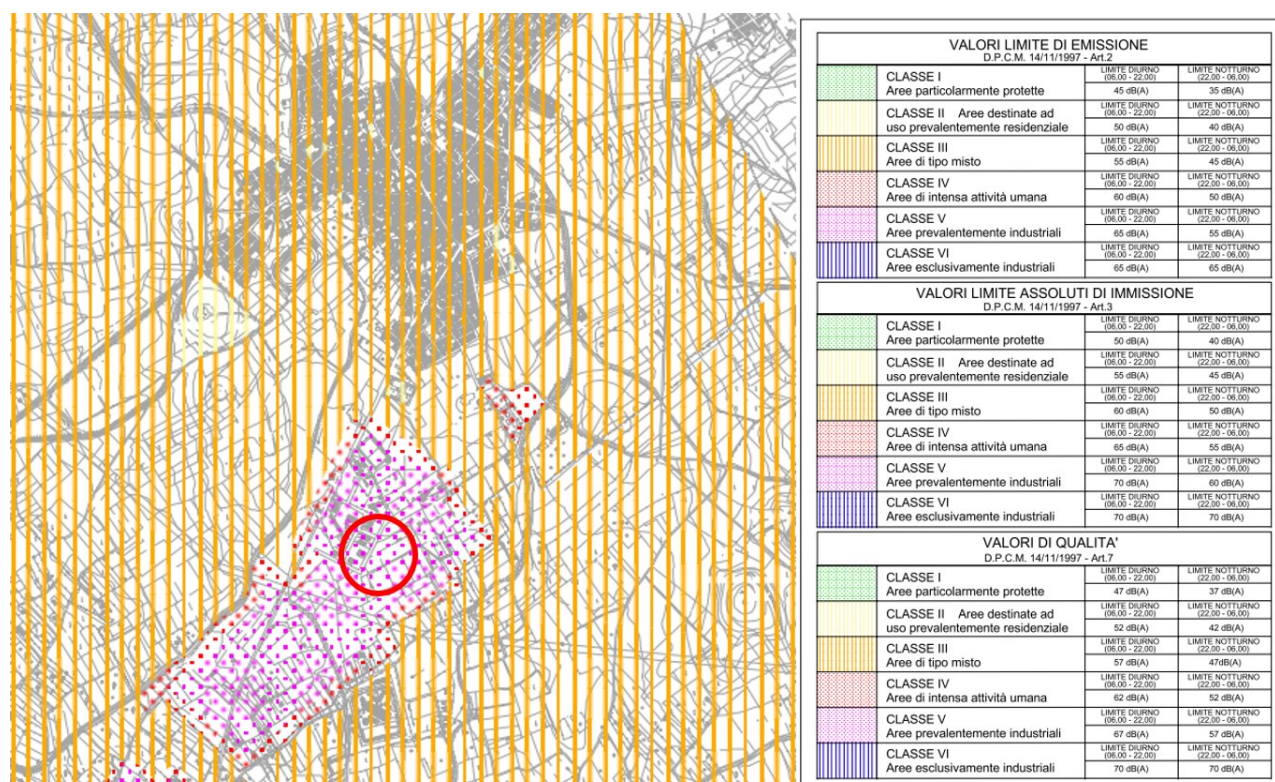 VALORI LIMITE DI EMISSIONE
D.P.C.M. 14/11/1997 - Art.2
CLASSE I
Aree particolarmente protette
LIMITE DIURNO
(06,00 - 22,00)
LIMITE NOTTURNO
(22,00 - 06,00)
45 dB(A)
35 dB(A)
CLASSE II Aree destinate ad
uso prevalentemente residenziale
LIMITE DIURNO
(06,00 - 22,00)
LIMITE NOTTURNO
(22,00 - 06,00)
50 dB(A)
40 dB(A)
CLASSE III
Aree di tipo misto
LIMITE DIURNO
(06,00 - 22,00)
LIMITE NOTTURNO
(22,00 - 06,00)
55 dB(A)
45 dB(A)
CLASSE IV
Aree di intensa attività umana
LIMITE DIURNO
(06,00 - 22,00)
LIMITE NOTTURNO
(22,00 - 06,00)
60 dB(A)
50 dB(A)
CLASSE V
Aree prevalentemente industriali
LIMITE DIURNO
(06,00 - 22,00)
LIMITE NOTTURNO
(22,00 - 06,00)
65 dB(A)
55 dB(A)
CLASSE VI
Aree esclusivamente industriali
LIMITE DIURNO
(06,00 - 22,00)
LIMITE NOTTURNO
(22,00 - 06,00)
65 dB(A)
65 dB(A)
VALORI LIMITE ASSOLUTI DI IMMISSIONE
D.P.C.M. 14/11/1997 - Art.3
CLASSE I
Aree particolarmente protette
LIMITE DIURNO
(06,00 - 22,00)
LIMITE NOTTURNO
(22,00 - 06,00)
50 dB(A)
40 dB(A)
CLASSE II Aree destinate ad
uso prevalentemente residenziale
LIMITE DIURNO
(06,00 - 22,00)
LIMITE NOTTURNO
(22,00 - 06,00)
55 dB(A)
45 dB(A)
CLASSE III
Aree di tipo misto
LIMITE DIURNO
(06,00 - 22,00)
LIMITE NOTTURNO
(22,00 - 06,00)
60 dB(A)
50 dB(A)
CLASSE IV
Aree di intensa attività umana
LIMITE DIURNO
(06,00 - 22,00)
LIMITE NOTTURNO
(22,00 - 06,00)
65 dB(A)
55 dB(A)
CLASSE V
Aree prevalentemente industriali
LIMITE DIURNO
(06,00 - 22,00)
LIMITE NOTTURNO
(22,00 - 06,00)
70 dB(A)
60 dB(A)
CLASSE VI
Aree esclusivamente industriali
LIMITE DIURNO
(06,00 - 22,00)
LIMITE NOTTURNO
(22,00 - 06,00)
70 dB(A)
70 dB(A)
VALORI DI QUALITA'
D.P.C.M. 14/11/1997 - Art.7
CLASSE I
Aree particolarmente protette
LIMITE DIURNO
(06,00 - 22,00)
LIMITE NOTTURNO
(22,00 - 06,00)
47 dB(A)
37 dB(A)
CLASSE II Aree destinate ad
uso prevalentemente residenziale
LIMITE DIURNO
(06,00 - 22,00)
LIMITE NOTTURNO
(22,00 - 06,00)
52 dB(A)
42 dB(A)
CLASSE III
Aree di tipo misto
LIMITE DIURNO
(06,00 - 22,00)
LIMITE NOTTURNO
(22,00 - 06,00)
57 dB(A)
47dB(A)
CLASSE IV
Aree di intensa attività umana
LIMITE DIURNO
(06,00 - 22,00)
LIMITE NOTTURNO
(22,00 - 06,00)
62 dB(A)
52 dB(A)
CLASSE V
Aree prevalentemente industriali
LIMITE DIURNO
(06,00 - 22,00)
LIMITE NOTTURNO
(22,00 - 06,00)
67 dB(A)
57 dB(A)
CLASSE VI
Aree esclusivamente industriali
LIMITE DIURNO
(06,00 - 22,00)
LIMITE NOTTURNO
(22,00 - 06,00)
70 dB(A)
70 dB(A)